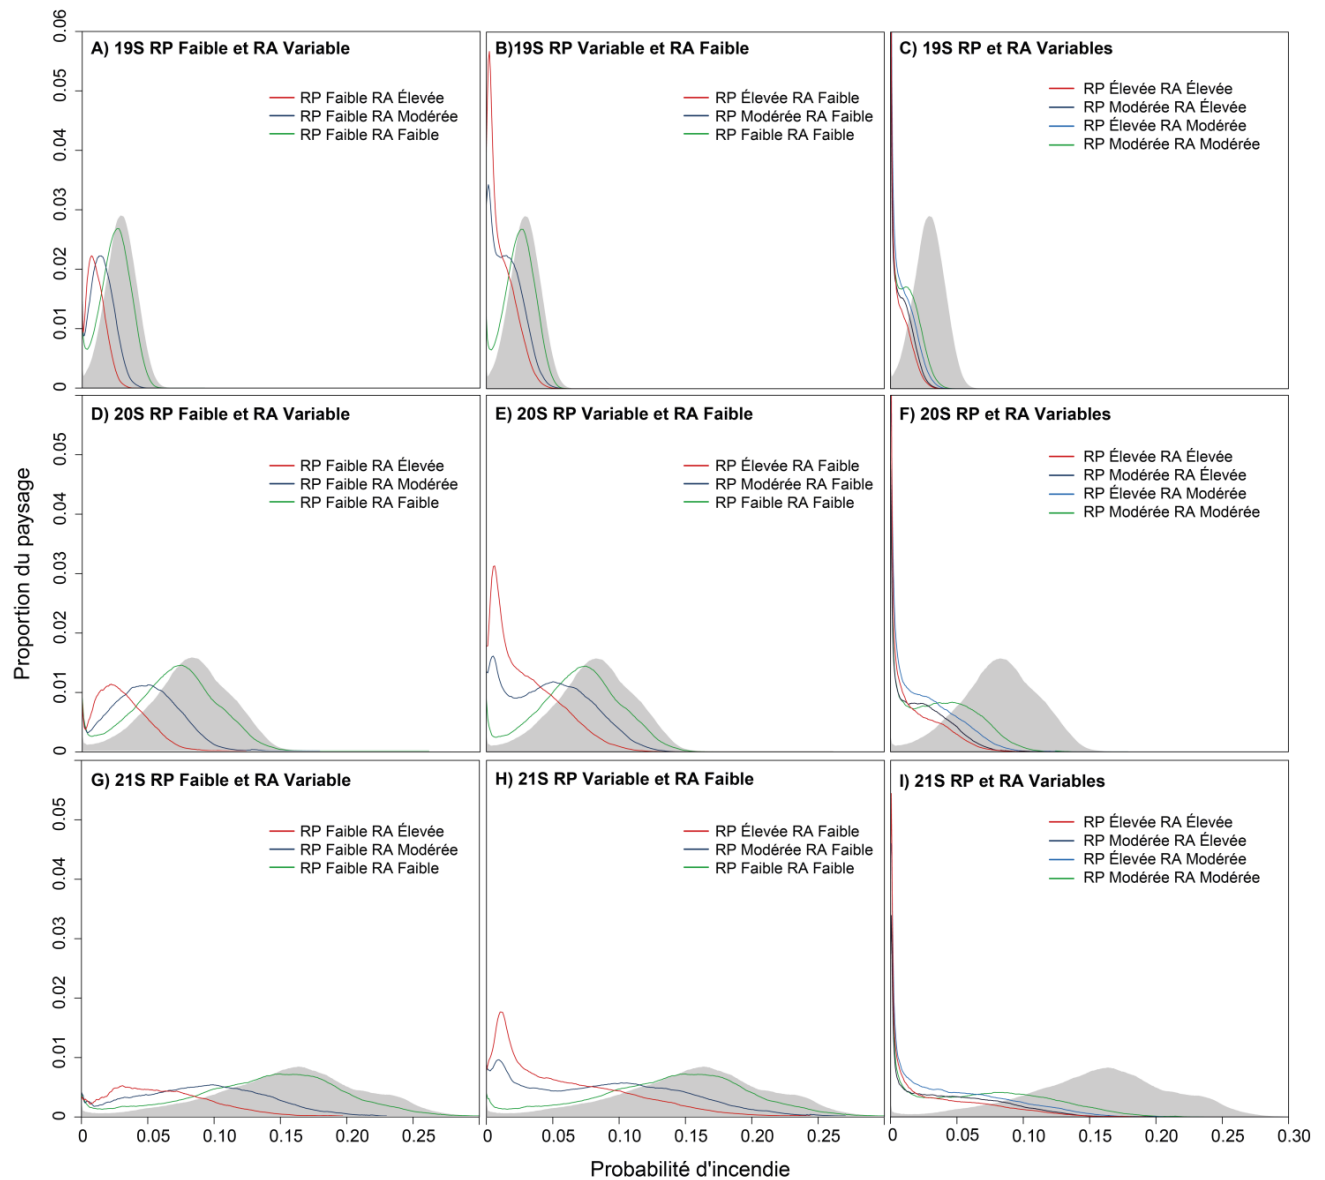 0.06
0.05
0.04
0.03
0.02
0.01
0
A) 19S RP Faible et RA Variable
RP Faible RA Élevée
RP Faible RA Modérée
RP Faible RA Faible
B)19S RP Variable et RA Faible
RP Élevée RA Faible
RP Modérée RA Faible
RP Faible RA Faible
C) 19S RP et RA Variables
RP Élevée RA Élevée
RP Modérée RA Élevée
RP Élevée RA Modérée
RP Modérée RA Modérée
Proportion du paysage
0.05
0.04
0.03
0.02
0.01
0
D) 20S RP Faible et RA Variable
RP Faible RA Élevée
RP Faible RA Modérée
RP Faible RA Faible
E) 20S RP Variable et RA Faible
RP Élevée RA Faible
RP Modérée RA Faible
RP Faible RA Faible
F) 20S RP et RA Variables
RP Élevée RA Élevée
RP Modérée RA Élevée
RP Élevée RA Modérée
RP Modérée RA Modérée
0.05
0.04
0.03
0.02
0.01
0
G) 21S RP Faible et RA Variable
RP Faible RA Élevée
RP Faible RA Modérée
RP Faible RA Faible
H) 21S RP Variable et RA Faible
RP Élevée RA Faible
RP Modérée RA Faible
RP Faible RA Faible
I) 21S RP et RA Variables
RP Élevée RA Élevée
RP Modérée RA Élevée
RP Élevée RA Modérée
RP Modérée RA Modérée
0 0.05 0.10 0.15 0.20 0.25
0 0.05 0.10 0.15 0.20 0.25
0 0.05 0.10 0.15 0.20 0.25 0.30
Probabilité d'incendie